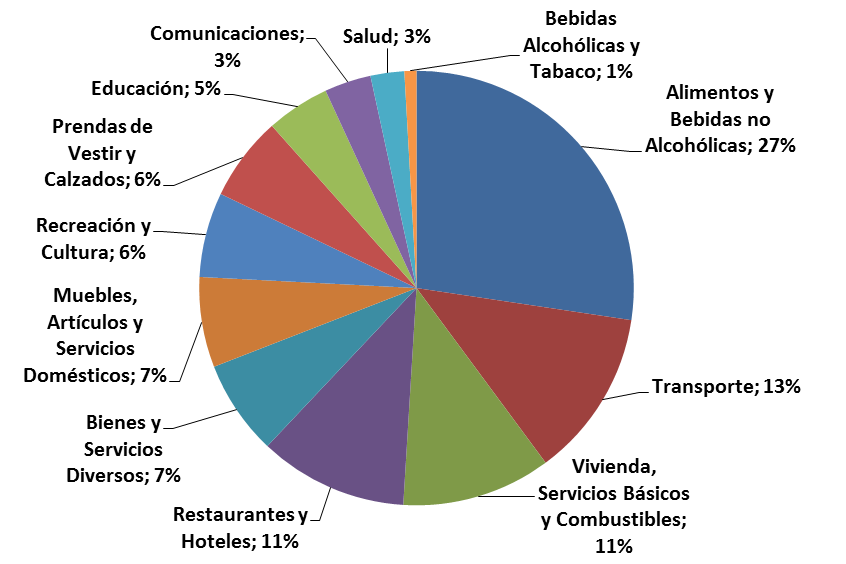 Bebidas
Alcohólicas y
Tabaco; 1%
Alimentos y
Bebidas no
Alcohólicas; 27%
Transporte; 13%
Vivienda,
Servicios Básicos
y Combustibles;
11%
Restaurantes y
Hoteles; 11%
Bienes y
Servicios
Diversos; 7%
Muebles,
Artículos y
Servicios
Domésticos; 7%
Recreación y
Cultura; 6%
Prendas de
Vestir y
Calzados; 6%
Educación; 5%
Comunicaciones;
3%
Salud; 3%